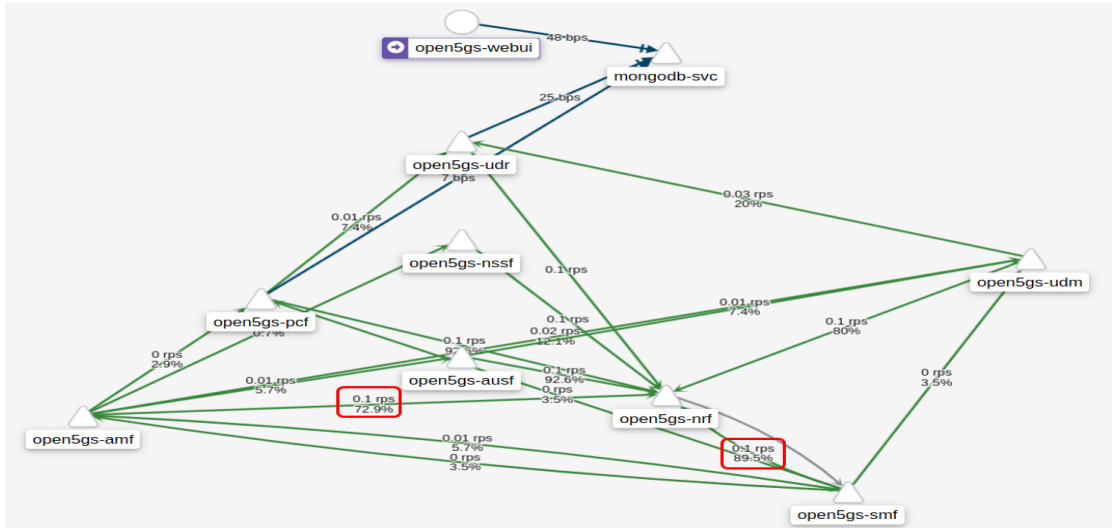 48 bps
open5gs-webui
mongodb-svc
25 bps
open5gs-udr
7 bps
0.03 rps
20%
0.01 rps
7.4%
open5gs-nssf
0.1 rps
open5gs-udm
0.01 rps
7.4%
open5gs-pcf
0.7%
0.1 rps
0.02 rps
12.1%
0.1 rps
80%
0 rps
2.9%
0.1 rps
open5gs-ausf
0.1 rps
92.6%
0.01 rps
5.7%
0 rps
3.5%
0 rps
3.5%
0.1 rps
72.9%
open5gs-nrf
open5gs-amf
0.01 rps
5.7%
0 rps
3.5%
0.1 rps
89.5%
open5gs-smf